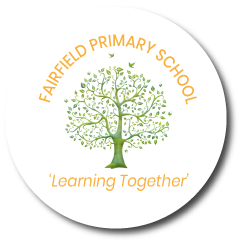 FAIRFIELD PRIMARY SCHOOL
'Learning Together'